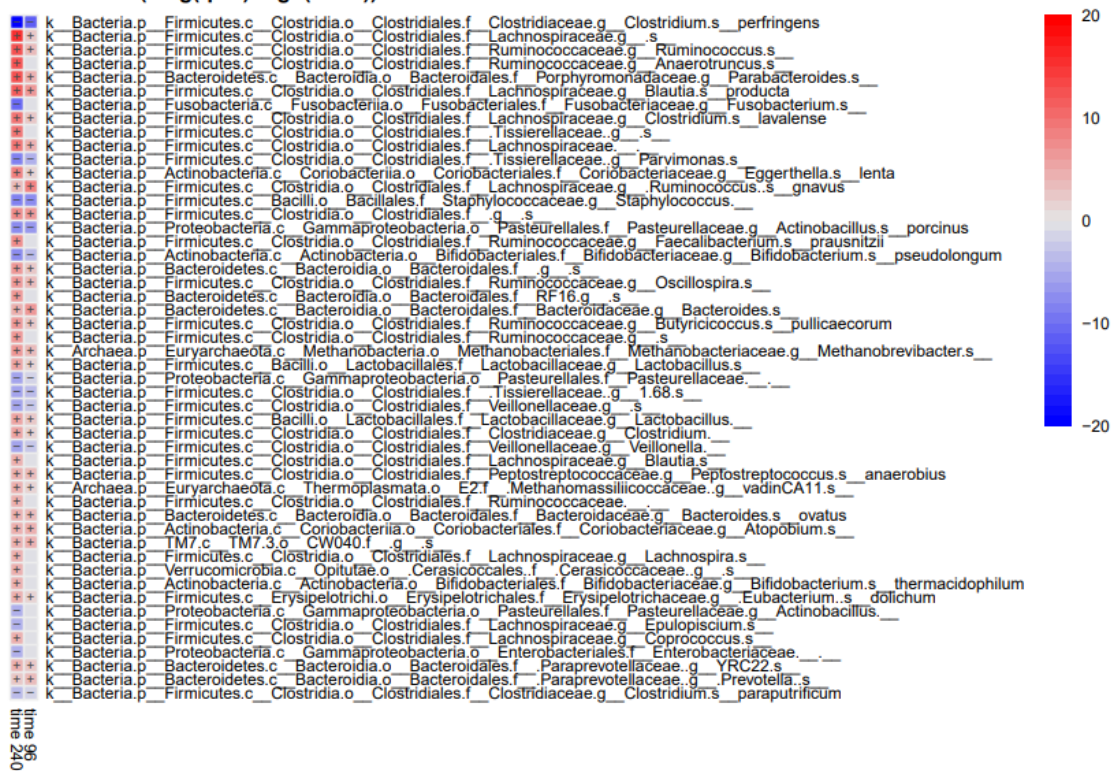 k__Bacteria.p__Firmicutes.c__Clostridia.o__Clostridiales.f__Clostridiaceae.g__Clostridium.s__perfringens
k__Bacteria.p__Firmicutes.c__Clostridia.o__Clostridiales.f__Lachnospiraceae.g__.s__
k__Bacteria.p__Firmicutes.c__Clostridia.o__Clostridiales.f__Ruminococcaceae.g__Ruminococcus.s__
k__Bacteria.p__Firmicutes.c__Clostridia.o__Clostridiales.f__Ruminococcaceae.g__Anaerotruncus.s__
k__Bacteria.p__Bacteroidetes.c__Bacteroidia.o__Bacteroidales.f__Porphyromonadaceae.g__Parabacteroides.s__
k__Bacteria.p__Firmicutes.c__Clostridia.o__Clostridiales.f__Lachnospiraceae.g__Blautia.s__producta
k__Bacteria.p__Fusobacteria.c__Fusobacteriia.o__Fusobacteriales.f__Fusobacteriaceae.g__Fusobacterium.s__
k__Bacteria.p__Firmicutes.c__Clostridia.o__Clostridiales.f__Lachnospiraceae.g__Clostridium.s__lavalense
k__Bacteria.p__Firmicutes.c__Clostridia.o__Clostridiales.f__.Tissierellaceae..g__.s__
k__Bacteria.p__Firmicutes.c__Clostridia.o__Clostridiales.f__Lachnospiraceae.__.__
k__Bacteria.p__Firmicutes.c__Clostridia.o__Clostridiales.f__.Tissierellaceae..g__Parvimonas.s__
k__Bacteria.p__Actinobacteria.c__Coriobacteriia.o__Coriobacteriales.f__Coriobacteriaceae.g__Eggerthella.s__lenta
k__Bacteria.p__Firmicutes.c__Clostridia.o__Clostridiales.f__Lachnospiraceae.g__.Ruminococcus..s__gnavus
k__Bacteria.p__Firmicutes.c__Bacilli.o__Bacillales.f__Staphylococcaceae.g__Staphylococcus.__
k__Bacteria.p__Firmicutes.c__Clostridia.o__Clostridiales.f__.g__.s__
k__Bacteria.p__Proteobacteria.c__Gammaproteobacteria.o__Pasteurellales.f__Pasteurellaceae.g__Actinobacillus.s__porcinus
k__Bacteria.p__Firmicutes.c__Clostridia.o__Clostridiales.f__Ruminococcaceae.g__Faecalibacterium.s__prausnitzii
k__Bacteria.p__Actinobacteria.c__Actinobacteria.o__Bifidobacteriales.f__Bifidobacteriaceae.g__Bifidobacterium.s__pseudolongum
k__Bacteria.p__Bacteroidetes.c__Bacteroidia.o__Bacteroidales.f__.g__.s__
k__Bacteria.p__Firmicutes.c__Clostridia.o__Clostridiales.f__Ruminococcaceae.g__Oscillospira.s__
k__Bacteria.p__Bacteroidetes.c__Bacteroidia.o__Bacteroidales.f__RF16.g__.s__
k__Bacteria.p__Bacteroidetes.c__Bacteroidia.o__Bacteroidales.f__Bacteroidaceae.g__Bacteroides.s__
k__Bacteria.p__Firmicutes.c__Clostridia.o__Clostridiales.f__Ruminococcaceae.g__Butyricicoccus.s__pullicaecorum
k__Bacteria.p__Firmicutes.c__Clostridia.o__Clostridiales.f__Ruminococcaceae.g__.s__
k__Archaea.p__Euryarchaeota.c__Methanobacteria.o__Methanobacteriales.f__Methanobacteriaceae.g__Methanobrevibacter.s__
k__Bacteria.p__Firmicutes.c__Bacilli.o__Lactobacillales.f__Lactobacillaceae.g__Lactobacillus.s__
k__Bacteria.p__Proteobacteria.c__Gammaproteobacteria.o__Pasteurellales.f__Pasteurellaceae.__.__
k__Bacteria.p__Firmicutes.c__Clostridia.o__Clostridiales.f__.Tissierellaceae..g__1.68.s__
k__Bacteria.p__Firmicutes.c__Clostridia.o__Clostridiales.f__Veillonellaceae.g__.s__
k__Bacteria.p__Firmicutes.c__Bacilli.o__Lactobacillales.f__Lactobacillaceae.g__Lactobacillus.__
k__Bacteria.p__Firmicutes.c__Clostridia.o__Clostridiales.f__Clostridiaceae.g__Clostridium.__
k__Bacteria.p__Firmicutes.c__Clostridia.o__Clostridiales.f__Veillonellaceae.g__Veillonella.__
k__Bacteria.p__Firmicutes.c__Clostridia.o__Clostridiales.f__Lachnospiraceae.g__Blautia.s__
k__Bacteria.p__Firmicutes.c__Clostridia.o__Clostridiales.f__Peptostreptococcaceae.g__Peptostreptococcus.s__anaerobius
k__Archaea.p__Euryarchaeota.c__Thermoplasmata.o__E2.f__.Methanomassiliicoccaceae..g__vadinCA11.s__
k__Bacteria.p__Firmicutes.c__Clostridia.o__Clostridiales.f__Ruminococcaceae.__.__
k__Bacteria.p__Bacteroidetes.c__Bacteroidia.o__Bacteroidales.f__Bacteroidaceae.g__Bacteroides.s__ovatus
k__Bacteria.p__Actinobacteria.c__Coriobacteriia.o__Coriobacteriales.f__Coriobacteriaceae.g__Atopobium.s__
k__Bacteria.p__TM7.c__TM7.3.o__CW040.f__.g__.s__
k__Bacteria.p__Firmicutes.c__Clostridia.o__Clostridiales.f__Lachnospiraceae.g__Lachnospira.s__
k__Bacteria.p__Verrucomicrobia.c__Opitutae.o__.Cerasicoccales..f__.Cerasicoccaceae..g__.s__
k__Bacteria.p__Actinobacteria.c__Actinobacteria.o__Bifidobacteriales.f__Bifidobacteriaceae.g__Bifidobacterium.s__thermacidophilum
k__Bacteria.p__Firmicutes.c__Erysipelotrichi.o__Erysipelotrichales.f__Erysipelotrichaceae.g__.Eubacterium..s__dolichum
k__Bacteria.p__Proteobacteria.c__Gammaproteobacteria.o__Pasteurellales.f__Pasteurellaceae.g__Actinobacillus.__
k__Bacteria.p__Firmicutes.c__Clostridia.o__Clostridiales.f__Lachnospiraceae.g__Epulopiscium.s__
k__Bacteria.p__Firmicutes.c__Clostridia.o__Clostridiales.f__Lachnospiraceae.g__Coprococcus.s__
k__Bacteria.p__Proteobacteria.c__Gammaproteobacteria.o__Enterobacteriales.f__Enterobacteriaceae.__.__
k__Bacteria.p__Bacteroidetes.c__Bacteroidia.o__Bacteroidales.f__.Paraprevotellaceae..g__YRC22.s__
k__Bacteria.p__Bacteroidetes.c__Bacteroidia.o__Bacteroidales.f__.Paraprevotellaceae..g__.Prevotella..s__
k__Bacteria.p__Firmicutes.c__Clostridia.o__Clostridiales.f__Clostridiaceae.g__Clostridium.s__paraputrificum
time 240
time 96
20
10
0
−10
−20